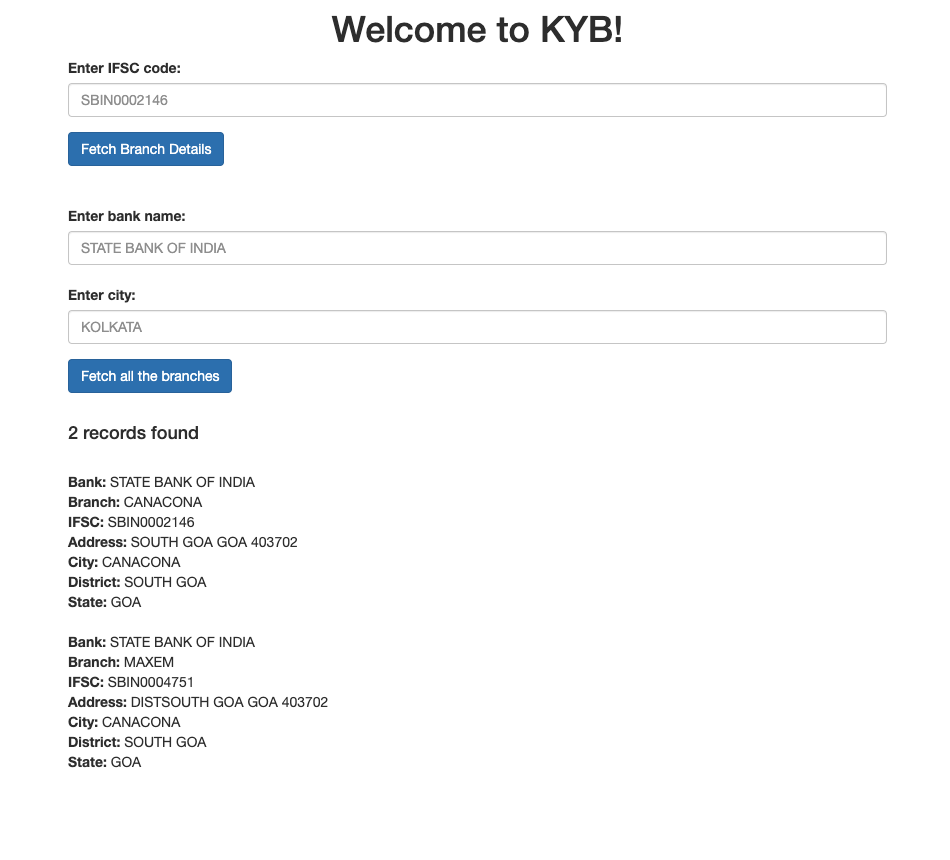 Welcome to KYB!
Enter IFSC code:
SBIN0002146
Fetch Branch Details
Enter bank name:
STATE BANK OF INDIA
Enter city:
KOLKATA
Fetch all the branches
2 records found
Bank: STATE BANK OF INDIA
Branch: CANACONA
IFSC: SBIN0002146
Address: SOUTH GOA GOA 403702
City: CANACONA
District: SOUTH GOA
State: GOA
Bank: STATE BANK OF INDIA
Branch: MAXEM
IFSC: SBIN0004751
Address: DISTSOUTH GOA GOA 403702
City: CANACONA
District: SOUTH GOA
State: GOA